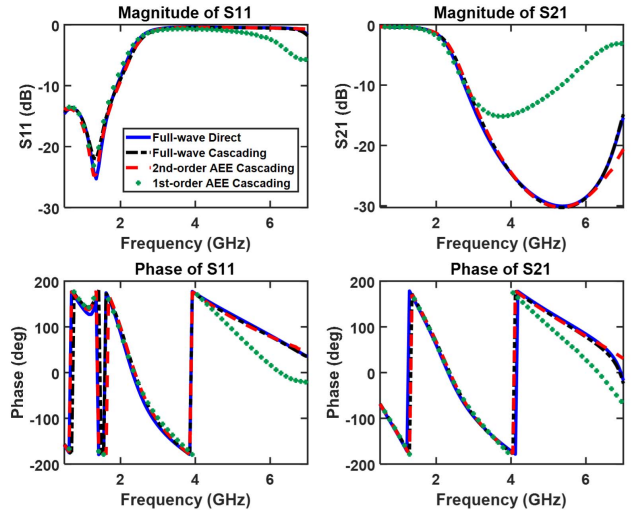 Magnitude of S11
0
-10
-20
-30
S11 (dB)
Full-wave Direct
Full-wave Cascading
2nd-order AEE Cascading
1st-order AEE Cascading
2 4 6
Frequency (GHz)
Magnitude of S21
0
-10
-20
-30
S21 (dB)
2 4 6
Frequency (GHz)
Phase of S11
200
100
0
-100
-200
Phase (deg)
2 4 6
Frequency (GHz)
Phase of S21
200
100
0
-100
-200
Phase (deg)
2 4 6
Frequency (GHz)